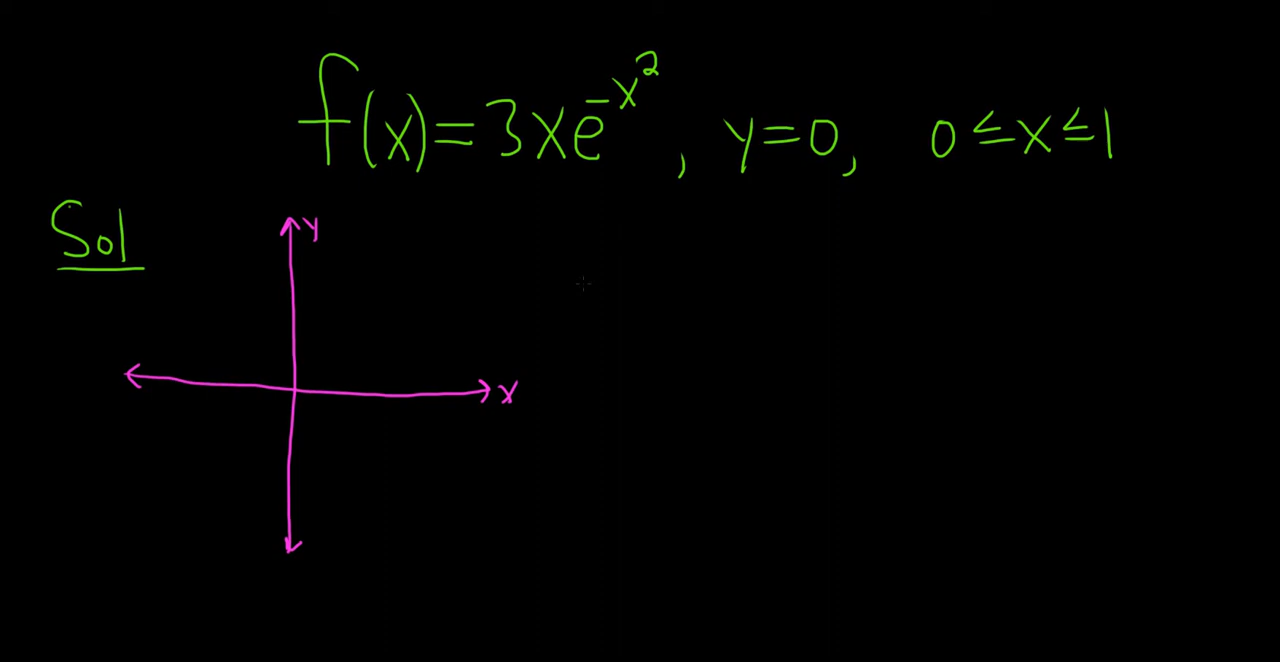 f(x)=3xe^{-x^2}, y=0, 0≤x≤1
Sol
y
x